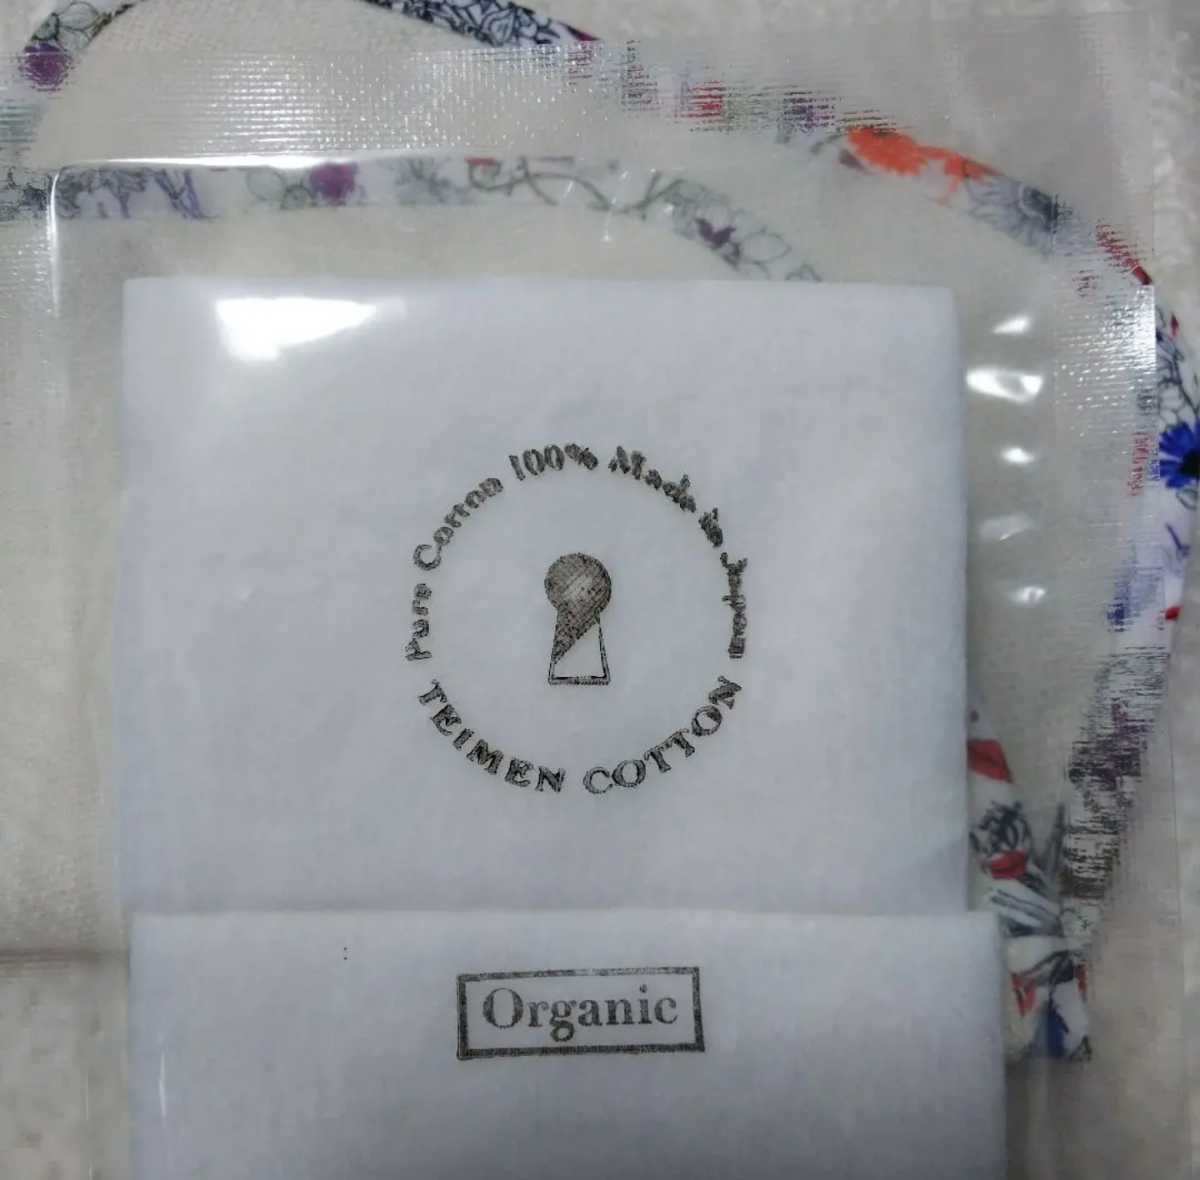 Pure Cotton 100% Made in Japan
TEIMEN COTTON
Organic